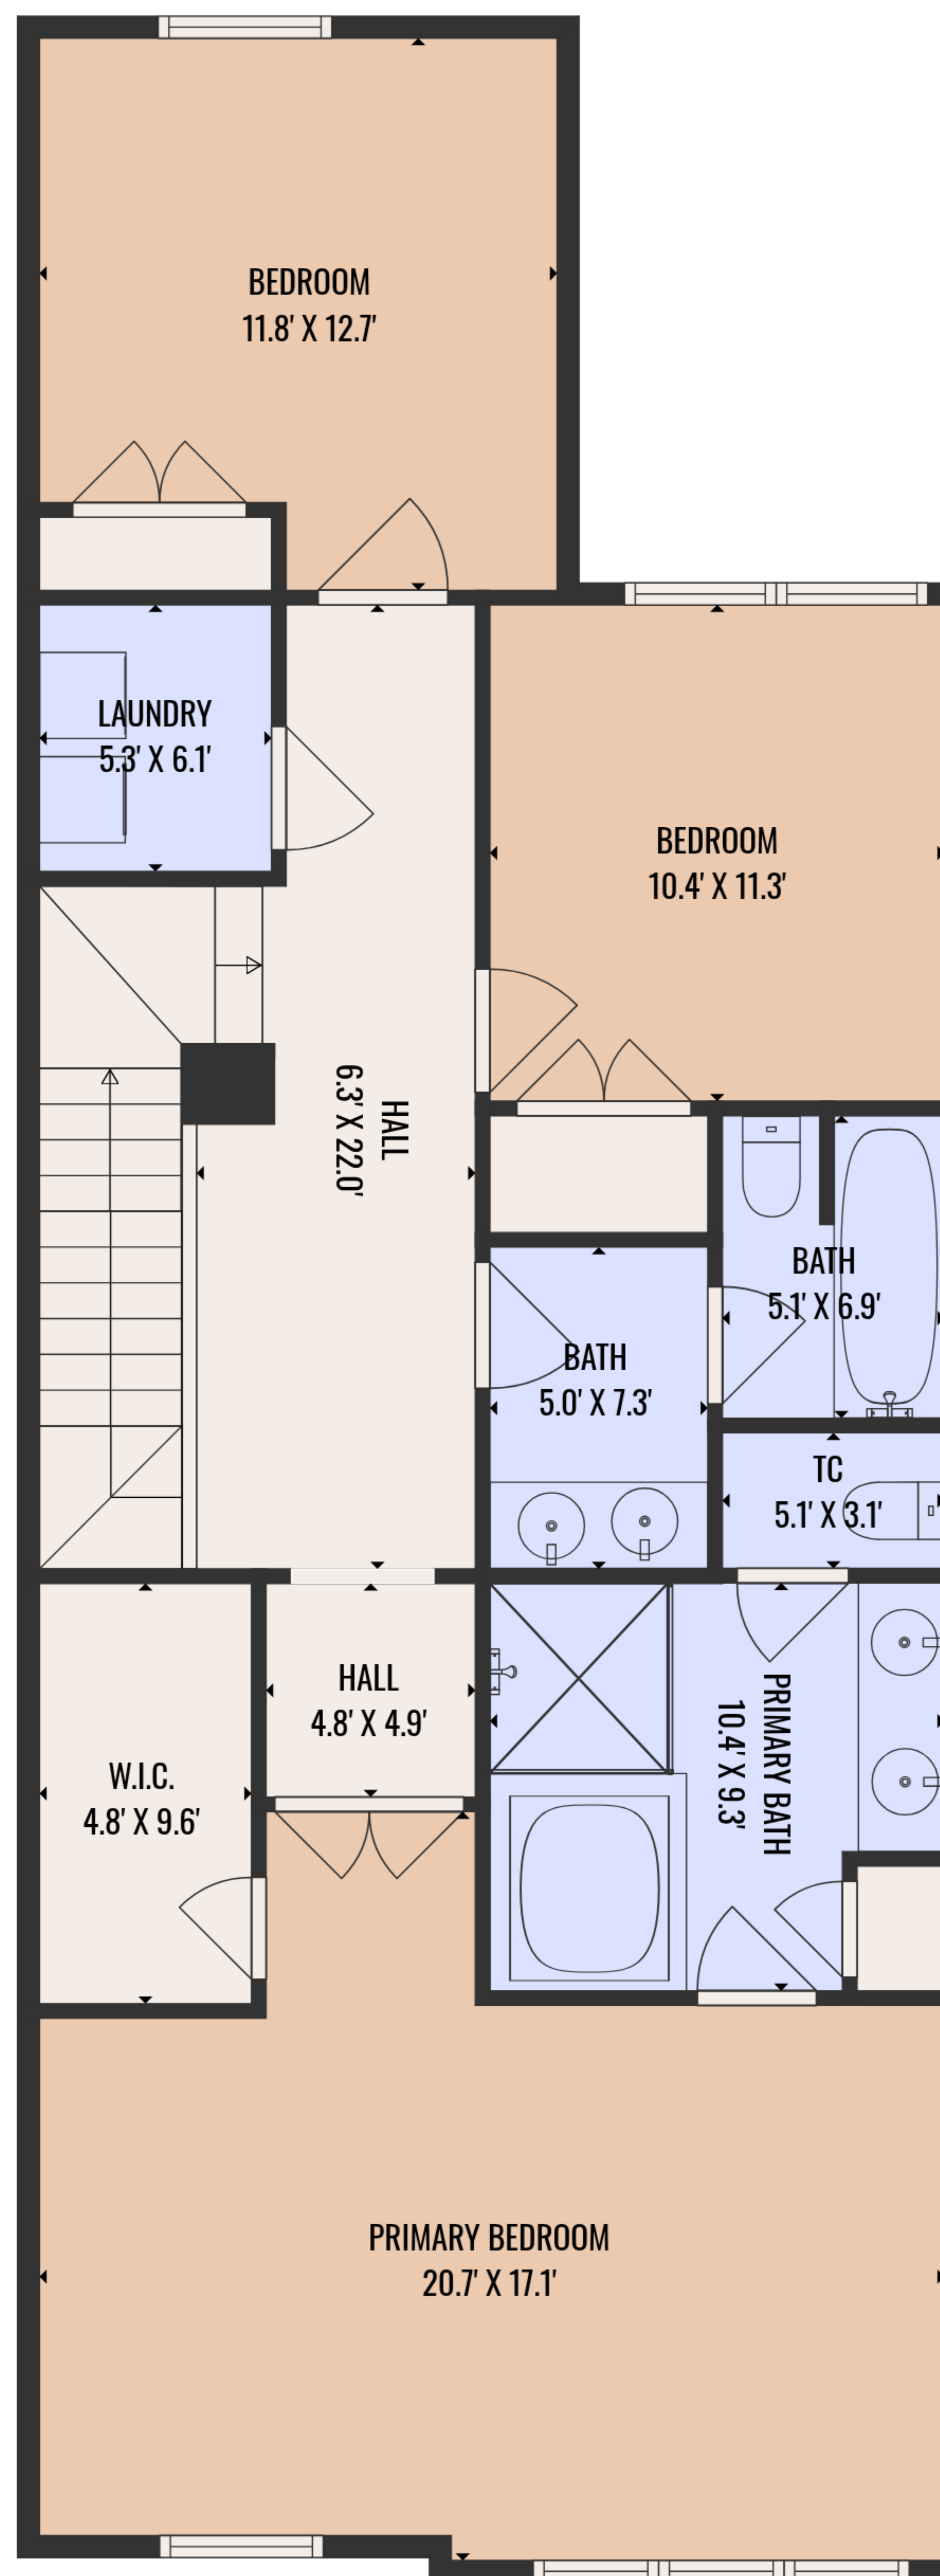 BEDROOM
11.8' X 12.7'
LAUNDRY
5.3' X 6.1'
BEDROOM
10.4' X 11.3'
HALL
6.3' X 22.0'
BATH
5.1' X 6.9'
BATH
5.0' X 7.3'
TC
5.1' X 3.1'
HALL
4.8' X 4.9'
PRIMARY BATH
10.4' X 9.3'
W.I.C.
4.8' X 9.6'
PRIMARY BEDROOM
20.7' X 17.1'